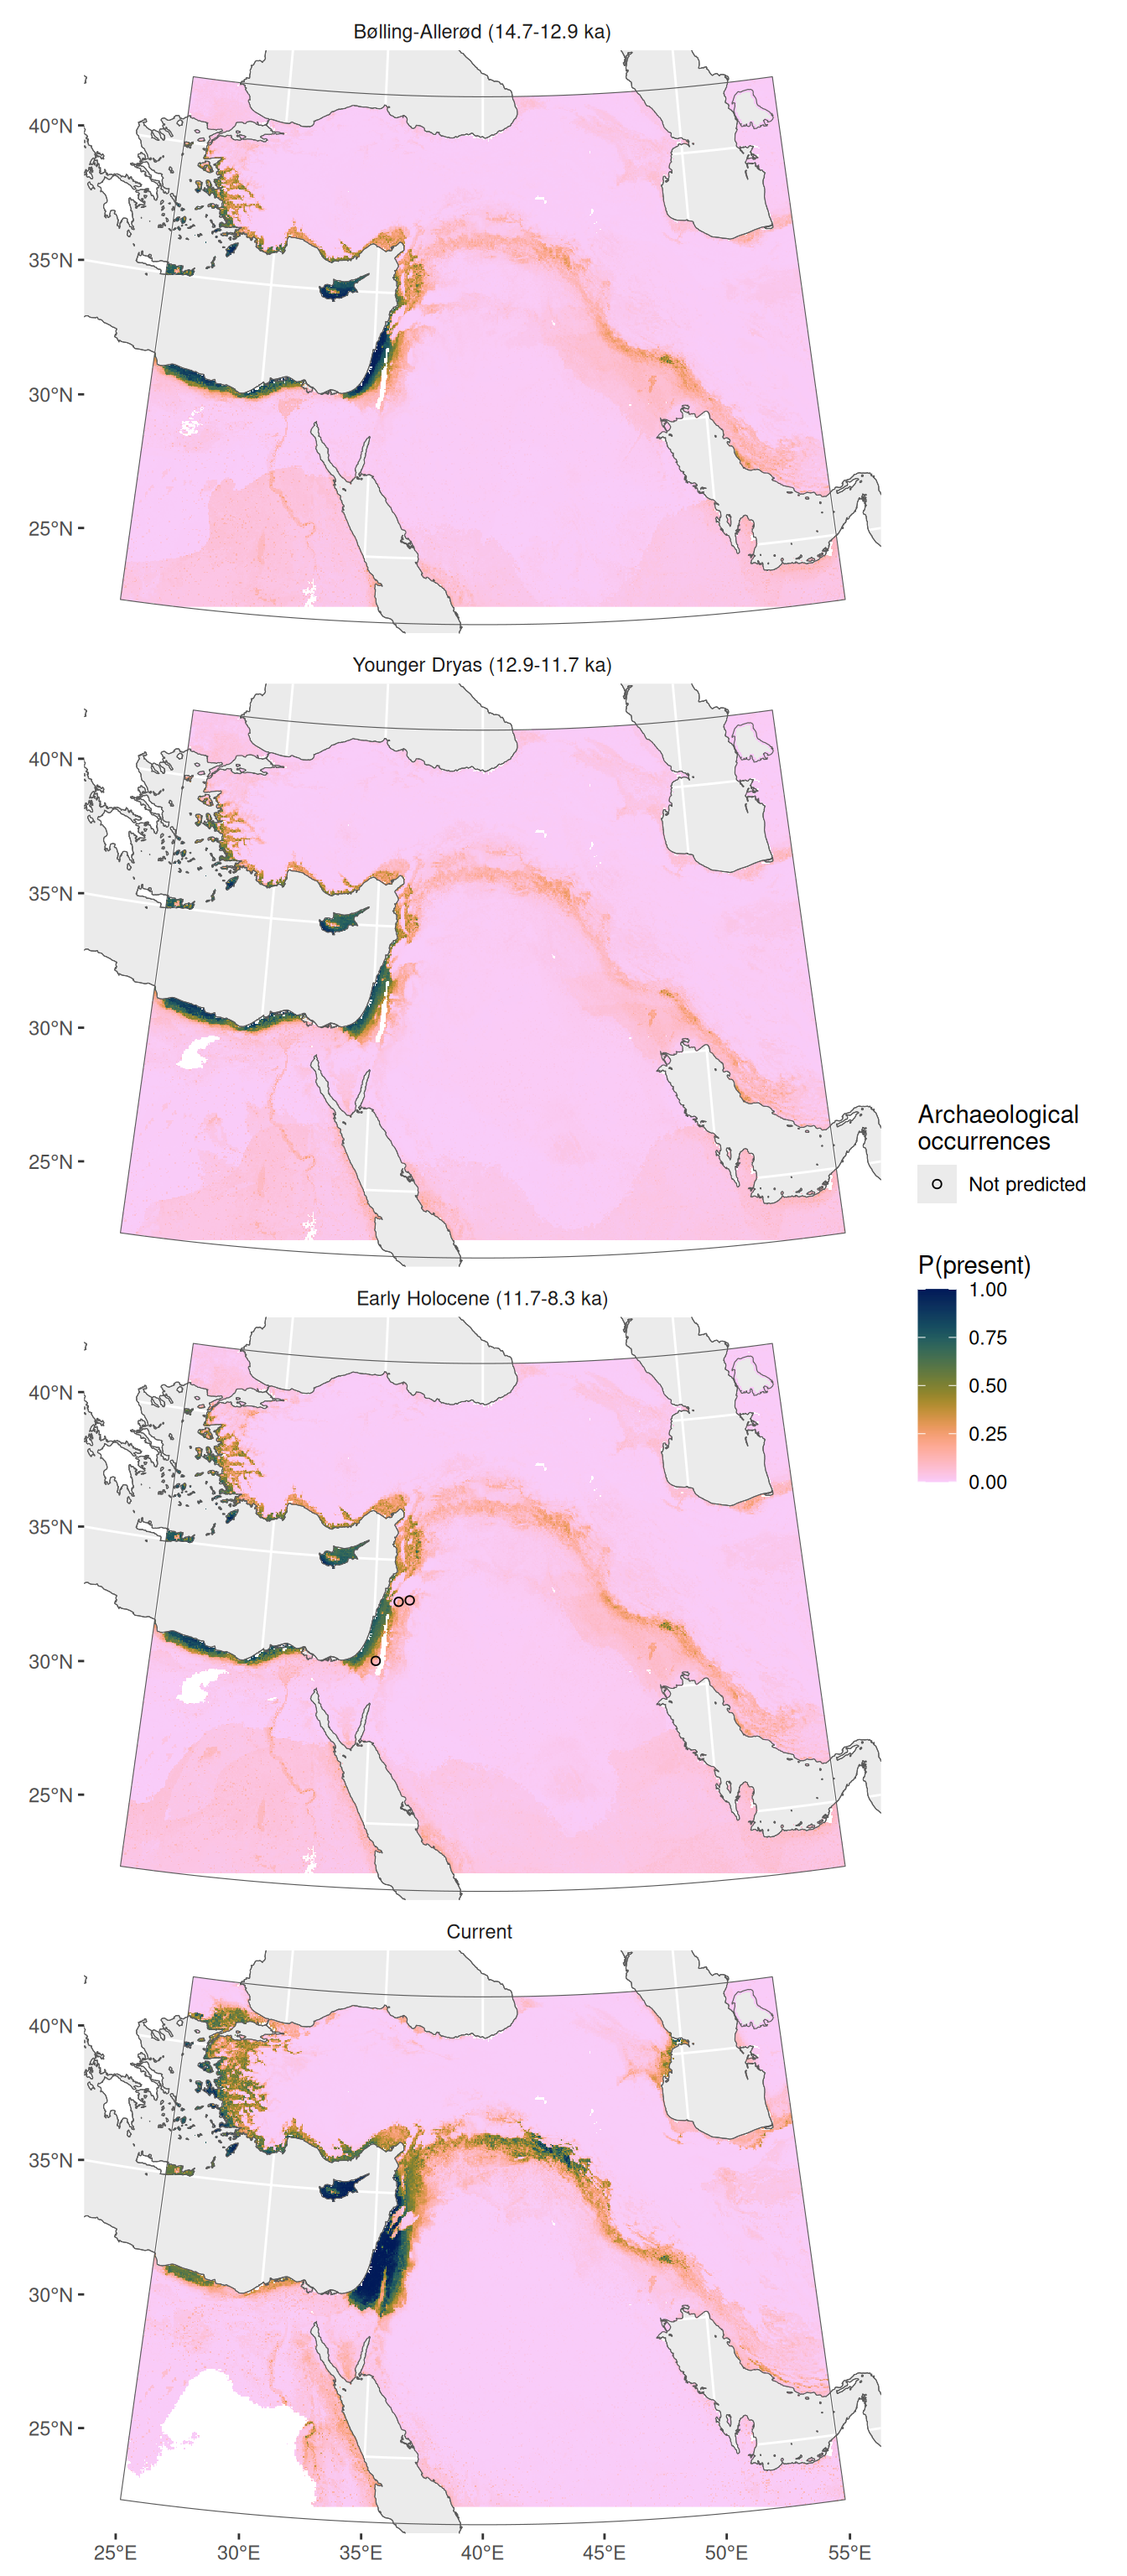 Bølling-Allerød (14.7-12.9 ka)
40°N
35°N
30°N
25°N
Younger Dryas (12.9-11.7 ka)
40°N
35°N
30°N
25°N
Archaeological
occurrences
Not predicted
P(present)
1.00
0.75
0.50
0.25
0.00
Early Holocene (11.7-8.3 ka)
40°N
35°N
30°N
25°N
Current
40°N
35°N
30°N
25°N
25°E 30°E 35°E 40°E 45°E 50°E 55°E